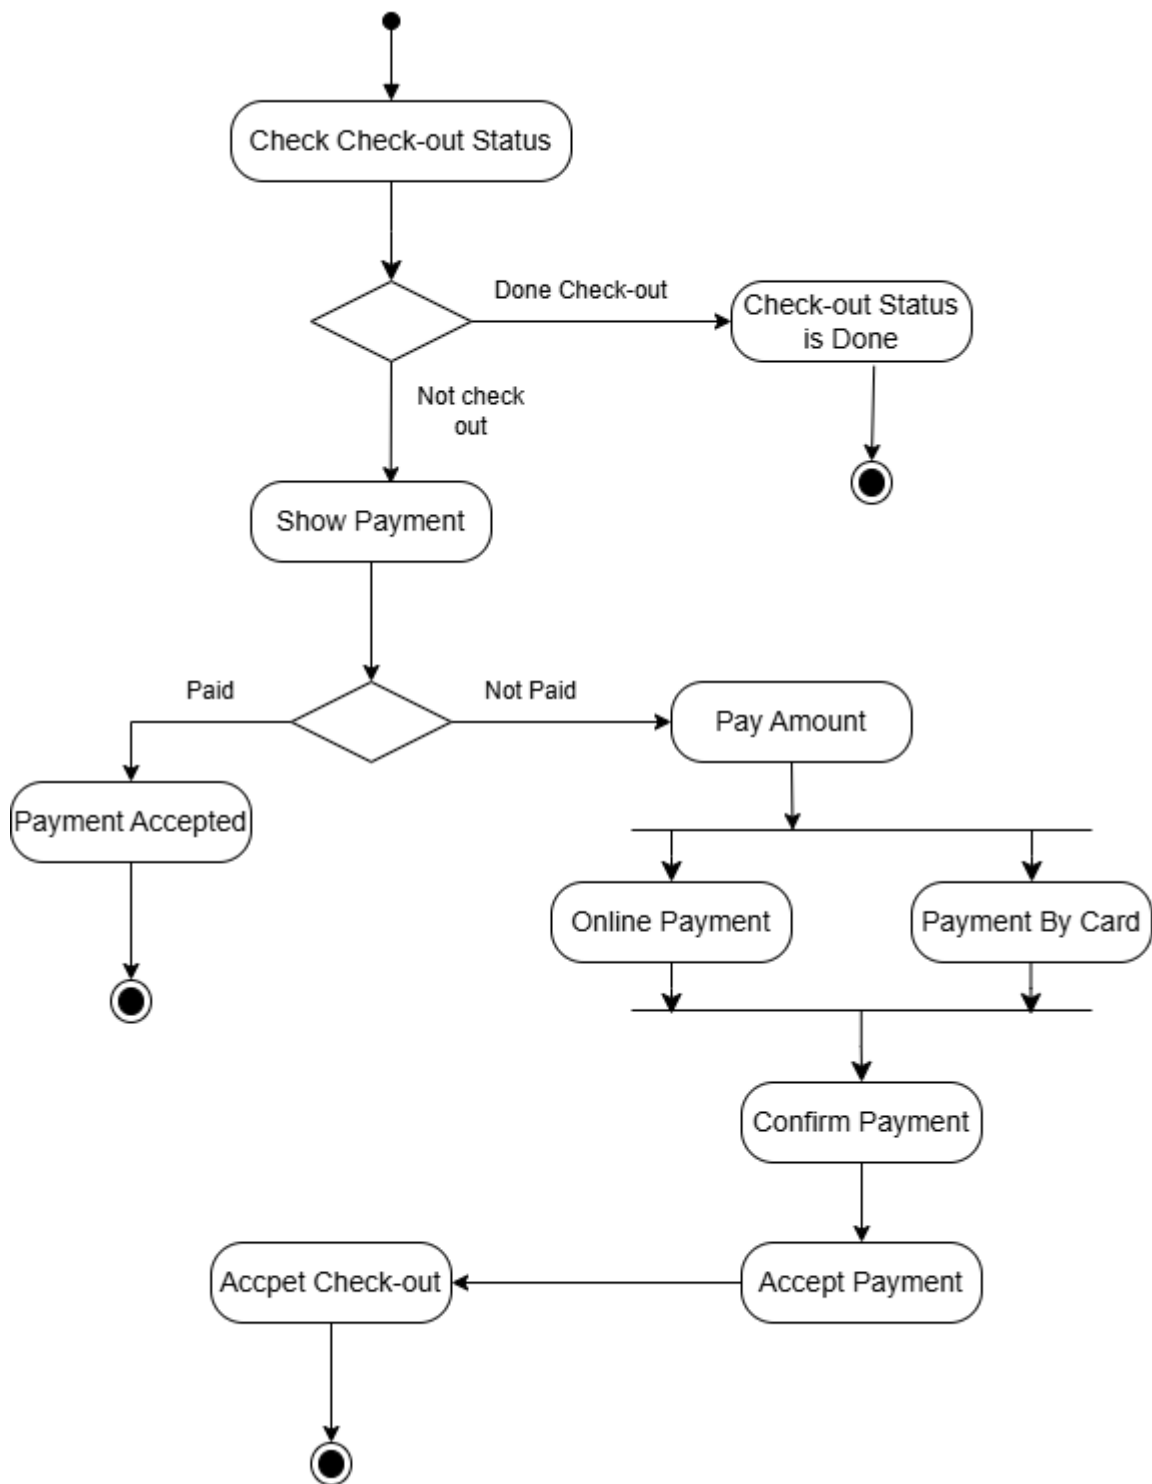 Check Check-out Status
Done Check-out
Check-out Status
is Done
Not check
out
Show Payment
Paid
Not Paid
Pay Amount
Payment Accepted
Online Payment
Payment By Card
Confirm Payment
Accpet Check-out
Accept Payment